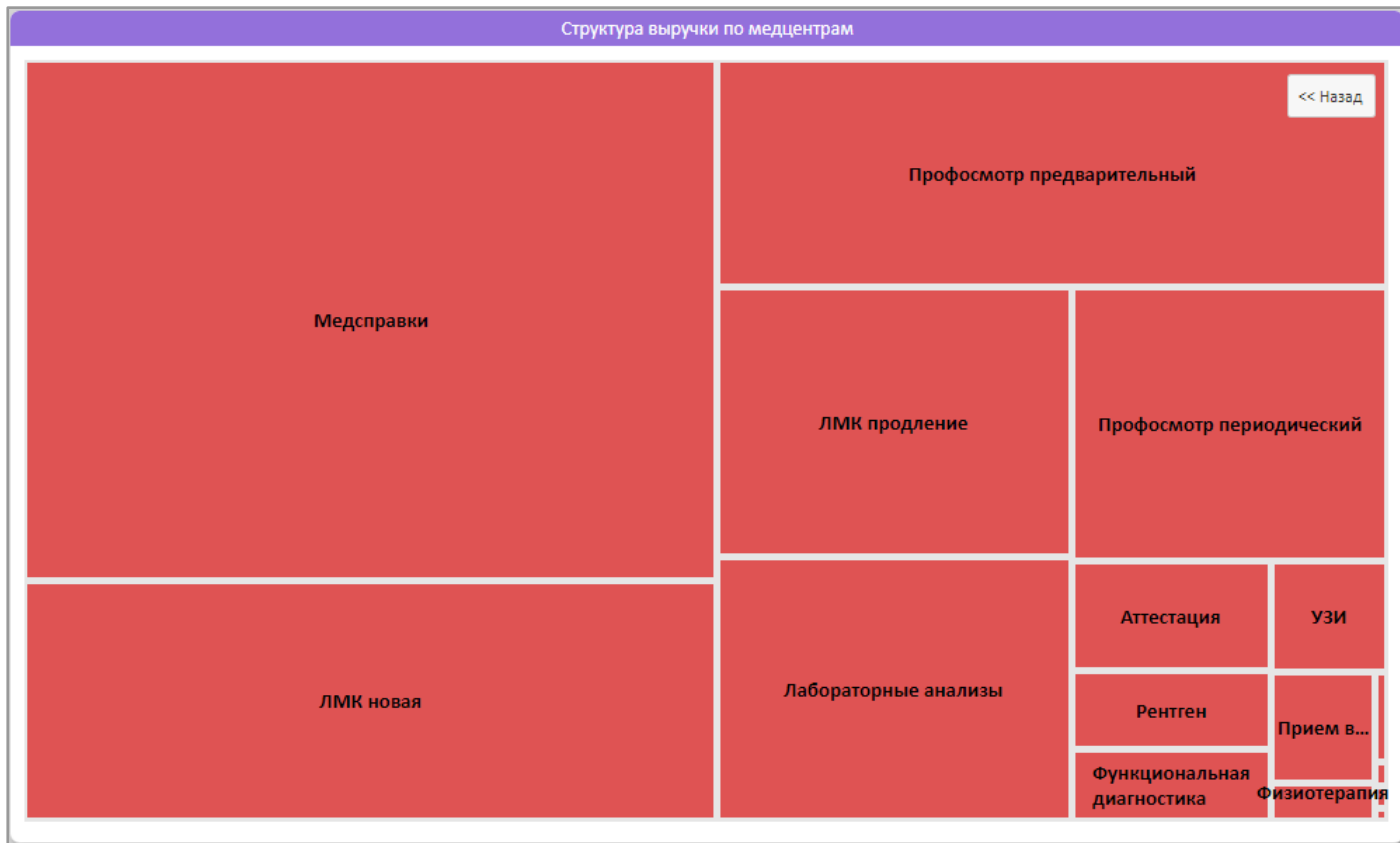 Структура выручки по медцентрам
<< Назад
Профосмотр предварительный
Медсправки
ЛМК продление
Профосмотр периодический
Аттестация
УЗИ
Лабораторные анализы
ЛМК новая
Рентген
Прием в...
Функциональная
диагностика
Физиотерапия